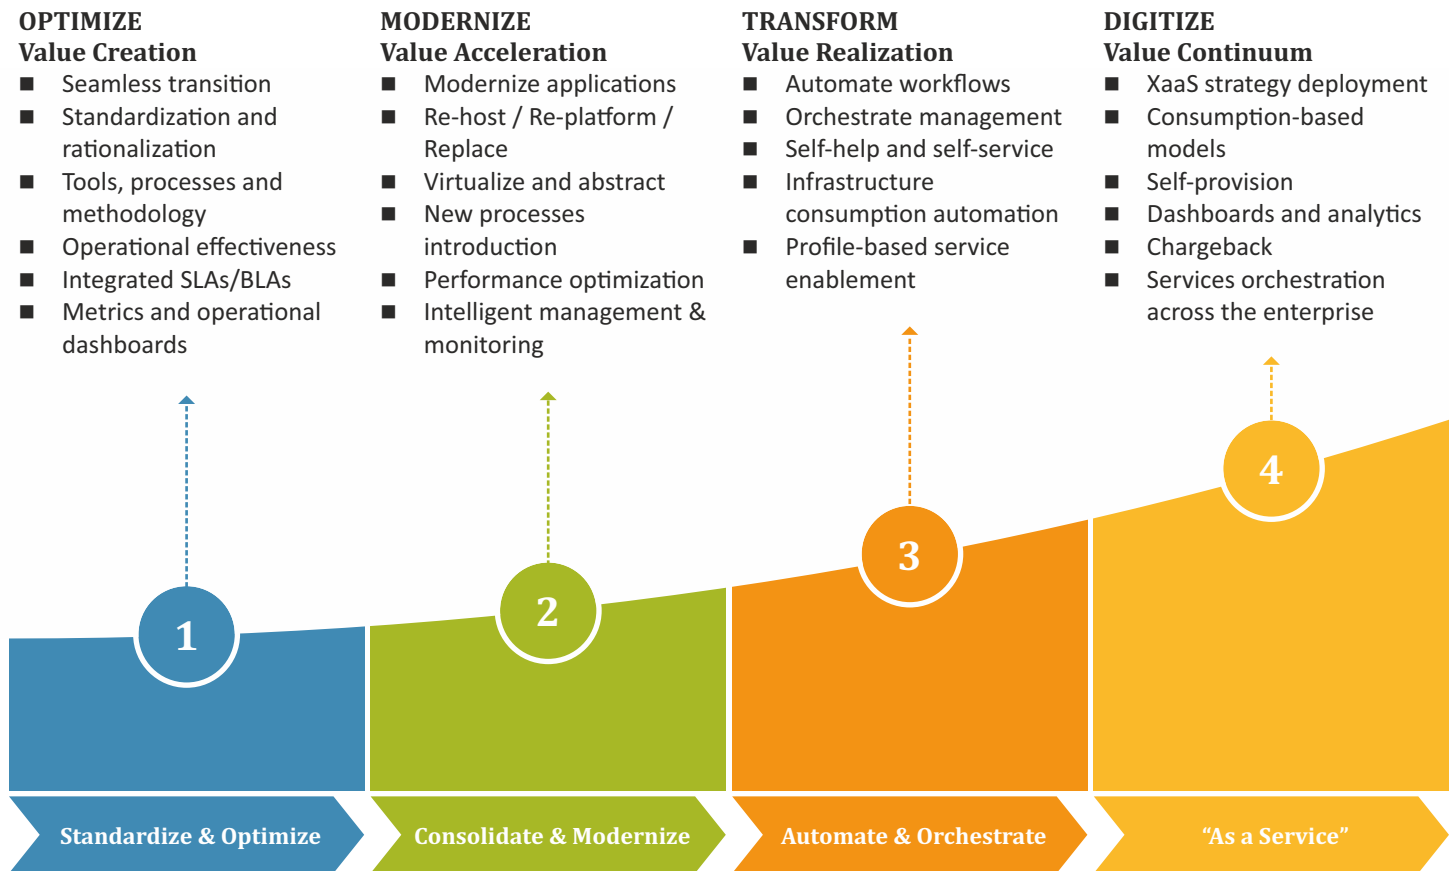 OPTIMIZE
Value Creation
■ Seamless transition
■ Standardization and
rationalization
■ Tools, processes and
methodology
■ Operational effectiveness
■ Integrated SLAs/BLAs
■ Metrics and operational
dashboards
MODERNIZE
Value Acceleration
■ Modernize applications
■ Re-host / Re-platform /
Replace
■ Virtualize and abstract
■ New processes
introduction
■ Performance optimization
■ Intelligent management &
monitoring
TRANSFORM
Value Realization
■ Automate workflows
■ Orchestrate management
■ Self-help and self-service
■ Infrastructure
consumption automation
■ Profile-based service
enablement
DIGITIZE
Value Continuum
■ XaaS strategy deployment
■ Consumption-based
models
■ Self-provision
■ Dashboards and analytics
■ Chargeback
■ Services orchestration
across the enterprise
1
2
3
4
Standardize & Optimize
Consolidate & Modernize
Automate & Orchestrate
“As a Service”